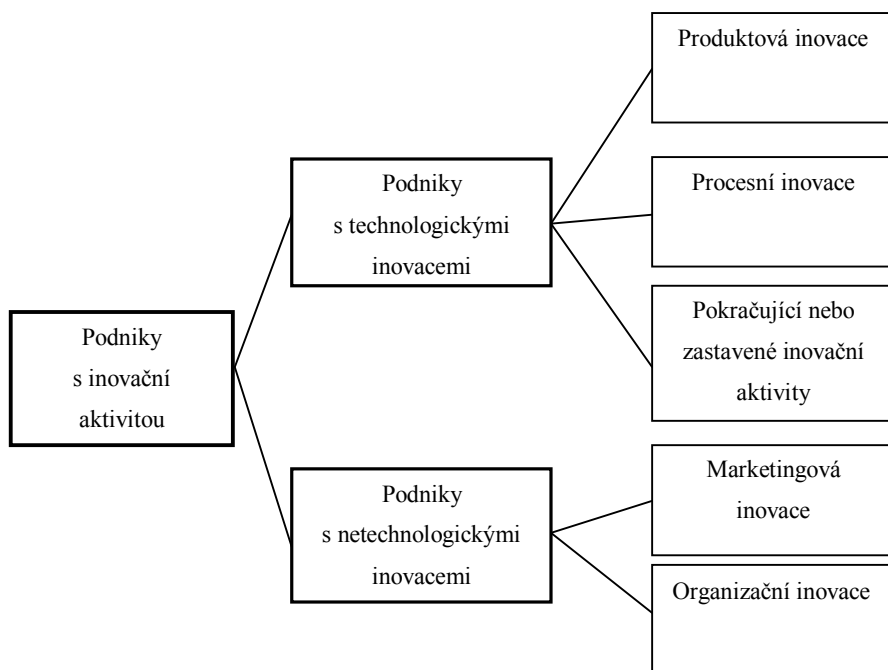 Podniky
s inovační
aktivitou
Podniky
s technologickými
inovacemi
Produktová inovace
Procesní inovace
Pokračující nebo
zastavené inovační
aktivity
Podniky
s netechnologickými
inovacemi
Marketingová
inovace
Organizační inovace